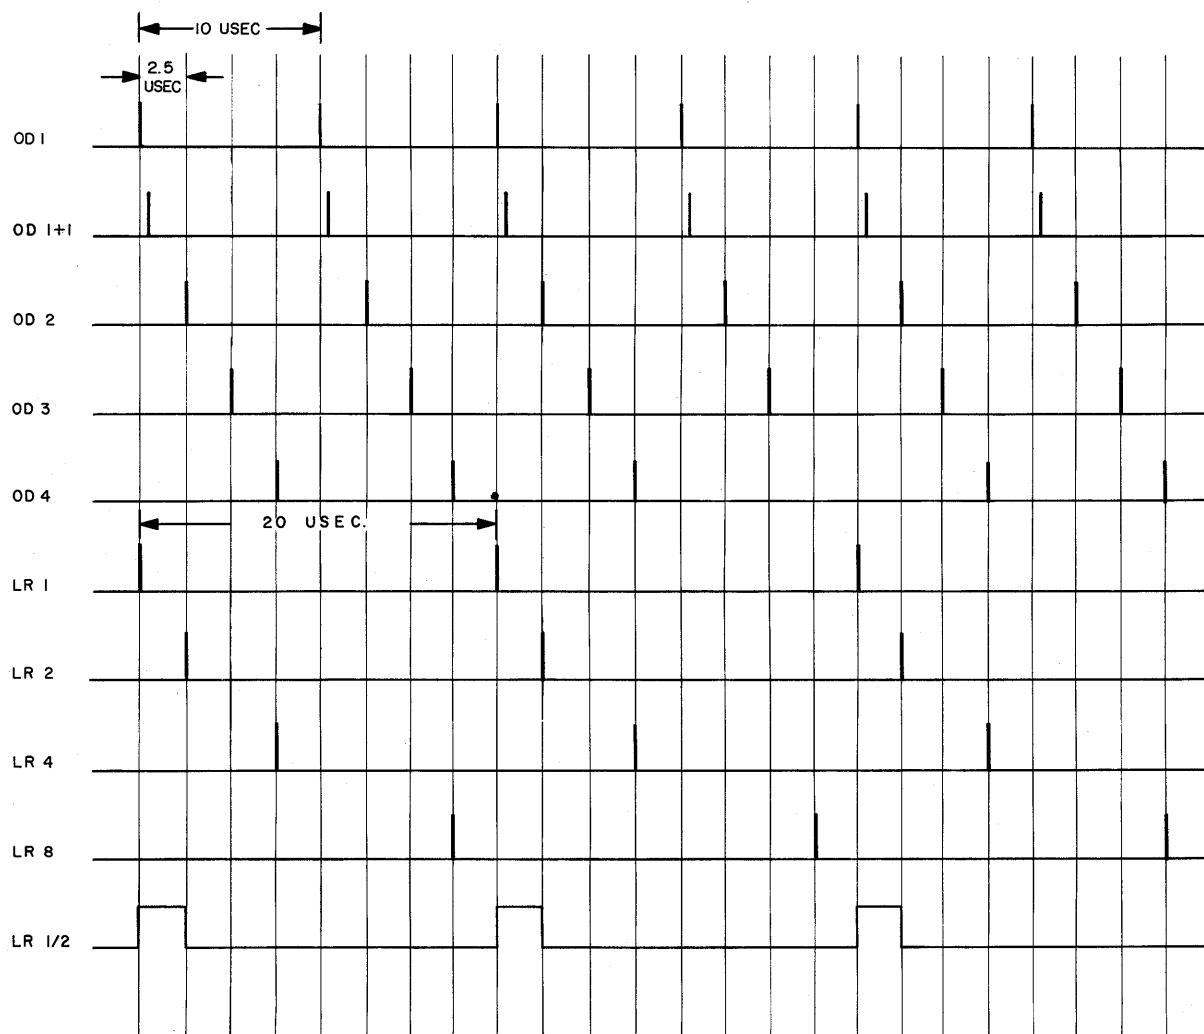 10 USEC
2.5
USEC
OD 1
OD 1+1
OD 2
OD 3
OD 4
20 USEC.
LR 1
LR 2
LR 4
LR 8
LR 1/2